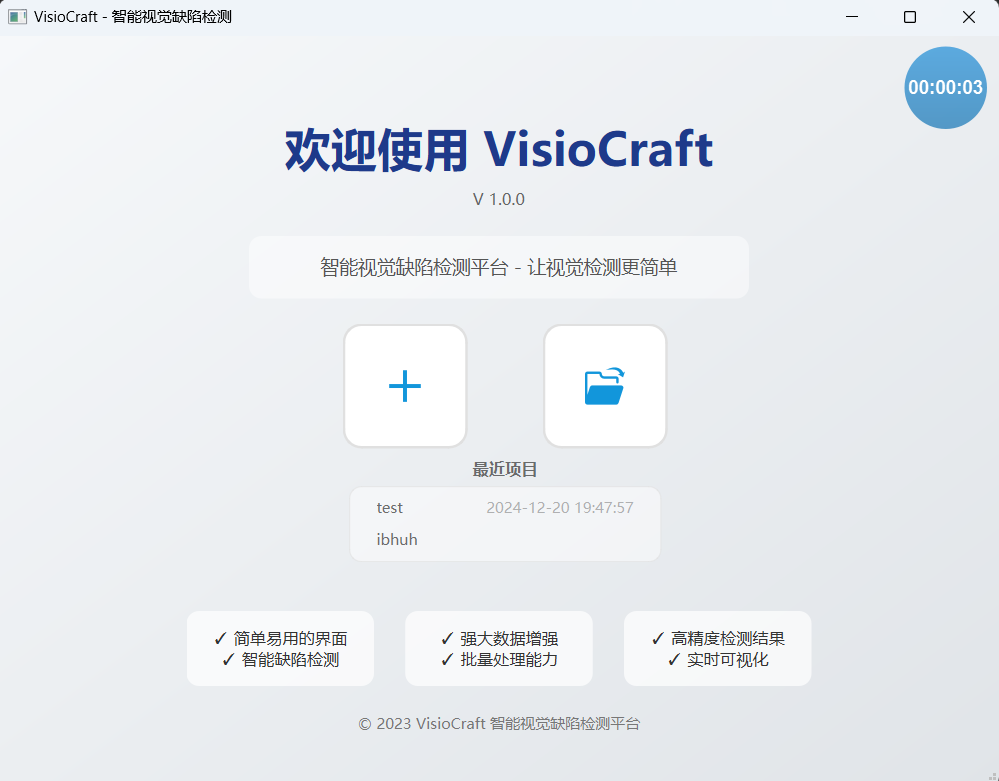 VisioCraft - 智能视觉缺陷检测
00:00:03
欢迎使用 VisioCraft
V 1.0.0
智能视觉缺陷检测平台 - 让视觉检测更简单
最近项目
test 2024-12-20 19:47:57
ibhuh
✓ 简单易用的界面
✓ 智能缺陷检测
✓ 强大数据增强
✓ 批量处理能力
✓ 高精度检测结果
✓ 实时可视化
© 2023 VisioCraft 智能视觉缺陷检测平台